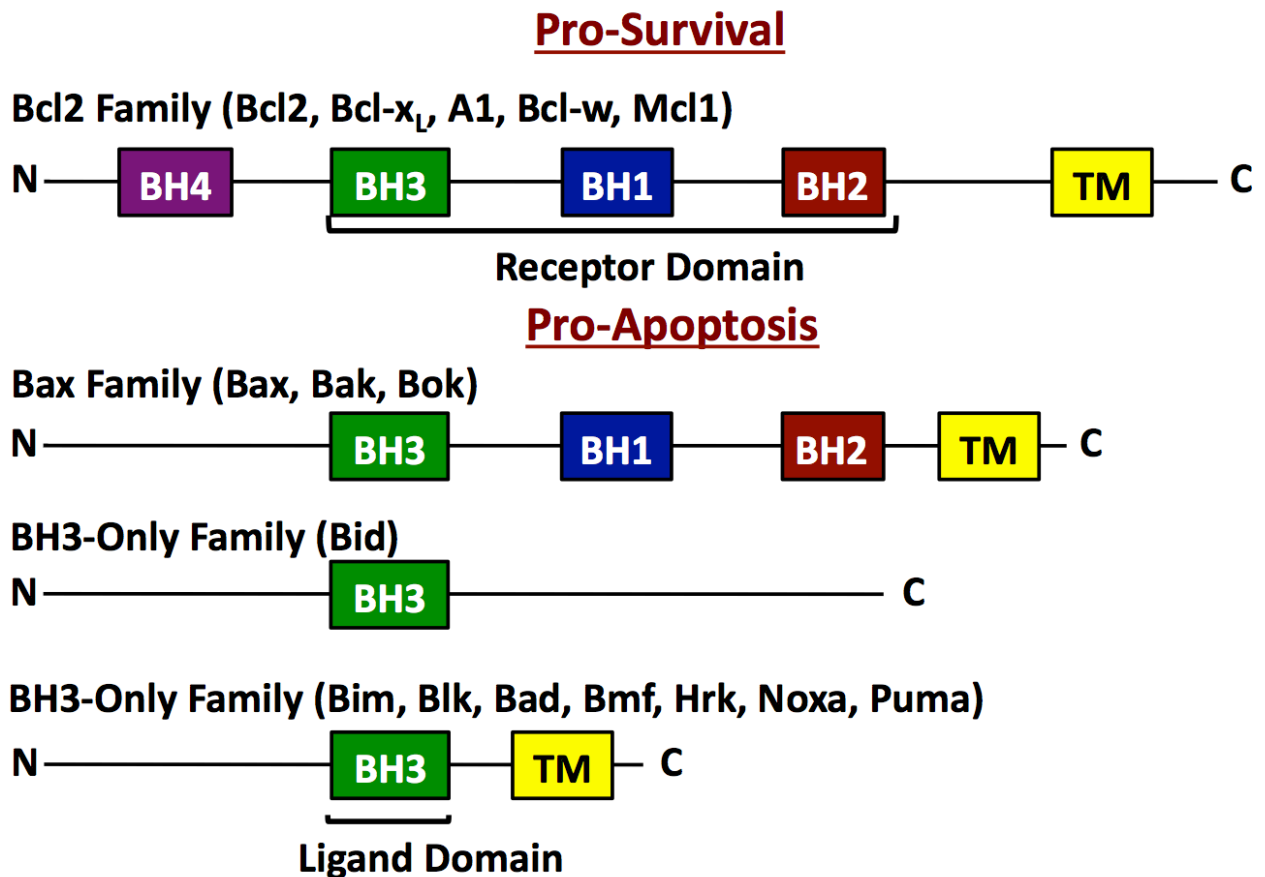 Pro-Survival
Bcl2 Family (Bcl2, Bcl-xL, A1, Bcl-w, Mcl1)
N BH4 BH3 BH1 BH2 TM C
Receptor Domain
Pro-Apoptosis
Bax Family (Bax, Bak, Bok)
N BH3 BH1 BH2 TM C
BH3-Only Family (Bid)
N BH3 C
BH3-Only Family (Bim, Blk, Bad, Bmf, Hrk, Noxa, Puma)
N BH3 TM C
Ligand Domain